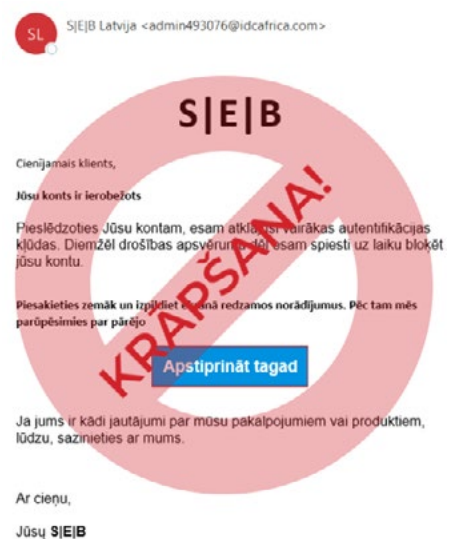 SL
S|E|B Latvija <admin493076@idcafrica.com>
S|E|B
Cienījamais klients,
Jūsu konts ir ierobežots
Pieslēdzoties Jūsu kontam, esam atklājuši vairākas autentifikācijas
kļūdas. Diemžēl drošības apsvērumu dēļ esam spiesti uz laiku bloķēt
jūsu kontu.
Piesakieties zemāk un izpildiet ekrānā redzamos norādījumus. Pēc tam mēs
parūpēsimies par pārējo
KRĀPŠANA!
Apstiprināt tagad
Ja jums ir kādi jautājumi par mūsu pakalpojumiem vai produktiem,
lūdzu, sazinieties ar mums.
Ar cieņu,
Jūsų S|E|B